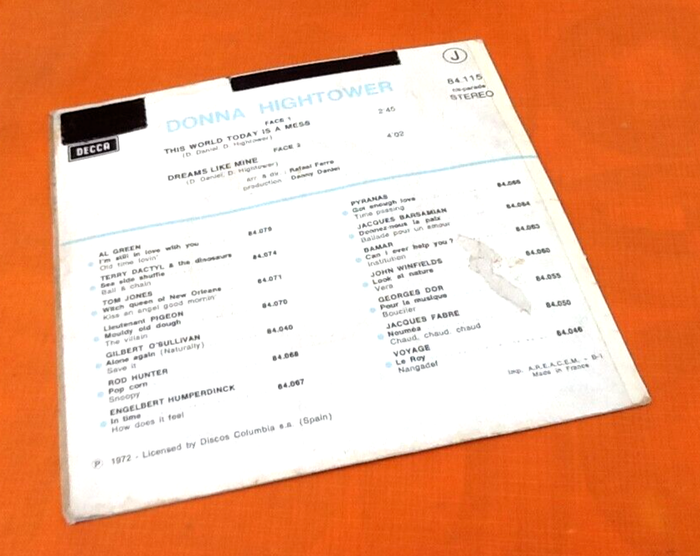 J
84.115
cis-parade
STEREO
DECCA
DONNA HIGHTOWER
FACE 1
THIS WORLD TODAY IS A MESS 2'45
(D. Daniel, D. Hightower)
FACE 2
DREAMS LIKE MINE 4'02
(D. Daniel, D. Hightower)
arr. & dir. : Rafael Ferro
production : Danny Daniel
AL GREEN 84.079
I'm still in love with you
Old time lovin'
TERRY DACTYL & the dinosaurs 84.074
Sea side shuffle
Ball & chain
TOM JONES 84.071
Witch queen of New Orleans
Kiss an angel good mornin'
Lieutenant PIGEON 84.070
Mouldy old dough
The villain
GILBERT O'SULLIVAN 84.040
Alone again (Naturally)
Save it
ROD HUNTER 84.068
Pop corn
Snoopy
ENGELBERT HUMPERDINCK 84.067
In time
How does it feel
PYRANAS 84.066
Got enough love
Time passing
JACQUES BARSAMIAN 84.064
Donnez-nous la paix
Ballade pour un amour
DAMAR 84.063
Can I ever help you ?
Institution
JOHN WINFIELDS 84.060
Look at nature
Vera
GEORGES DOR 84.055
Pour la musique
Bouclier
JACQUES FABRE 84.050
Nouméa
Chaud, chaud, chaud
VOYAGE 84.046
Le Roy
Nangadef
Imp. A.R.E.A.C.E.M. - B-I
Made in France
℗ 1972 - Licensed by Discos Columbia s.a. (Spain)